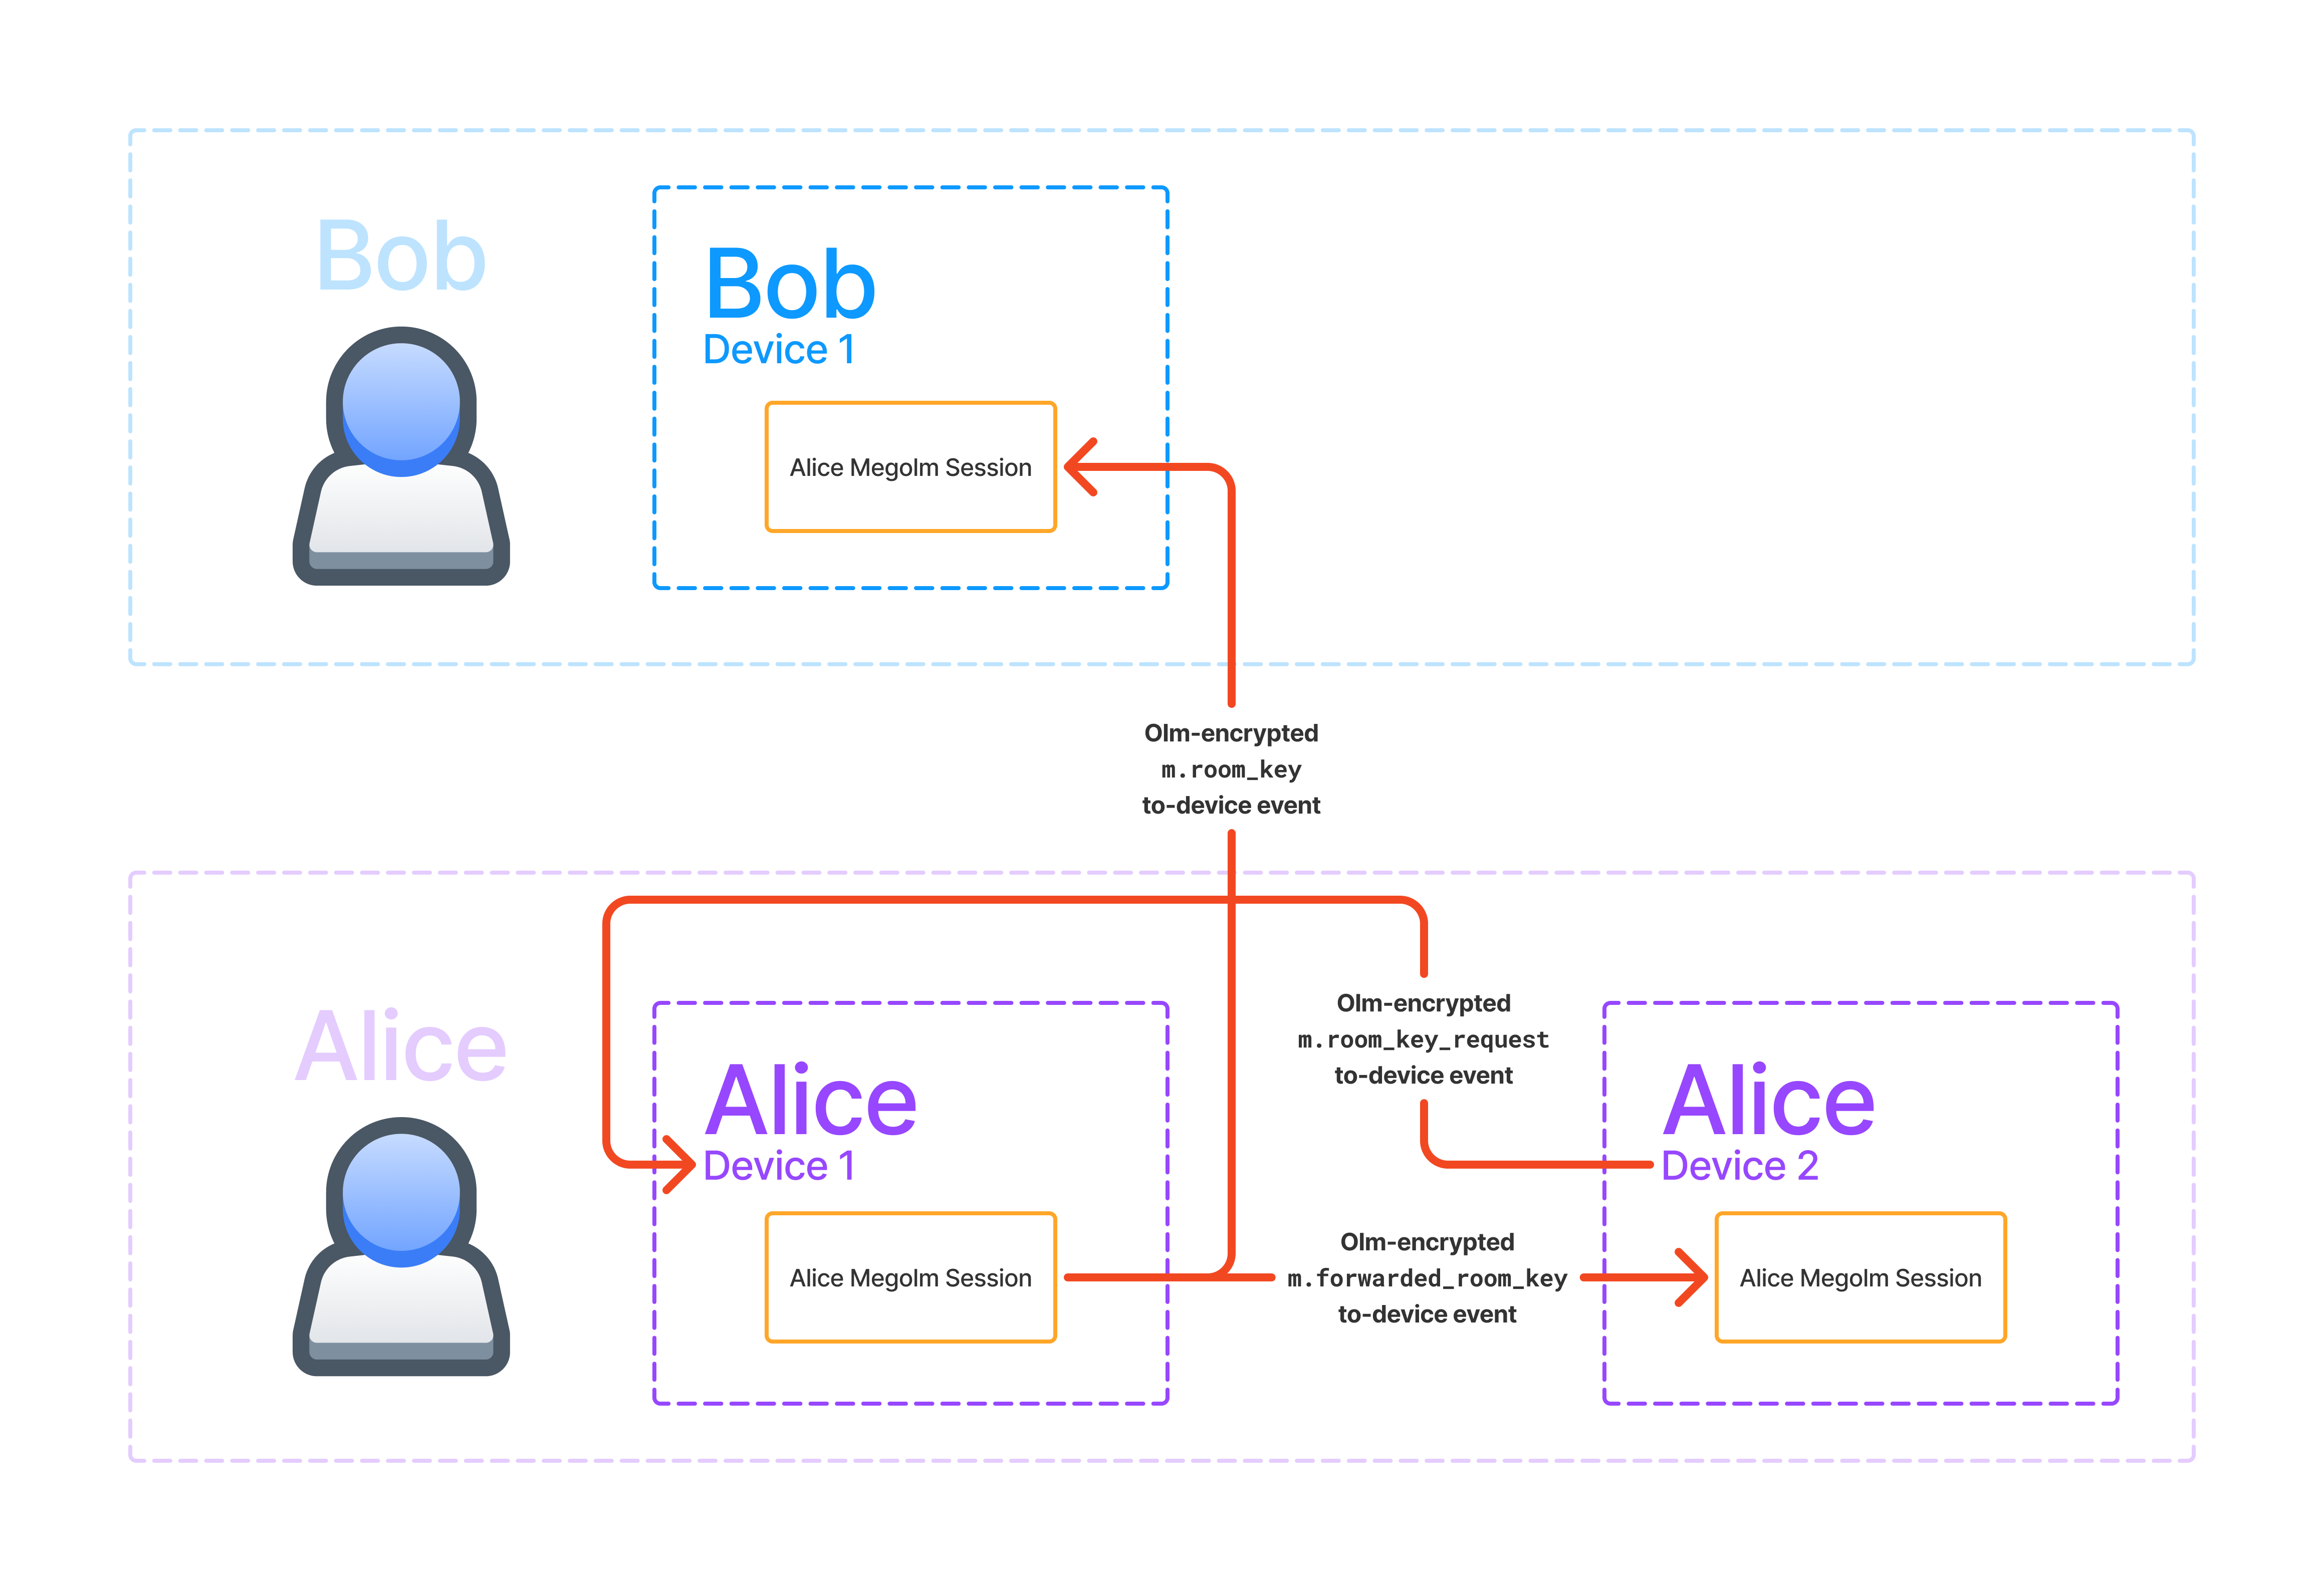 Bob
Bob
Device 1
Alice Megolm Session
Olm-encrypted
m.room_key
to-device event
Alice
Alice
Device 1
Alice Megolm Session
Olm-encrypted
m.room_key_request
to-device event
Olm-encrypted
m.forwarded_room_key
to-device event
Alice
Device 2
Alice Megolm Session